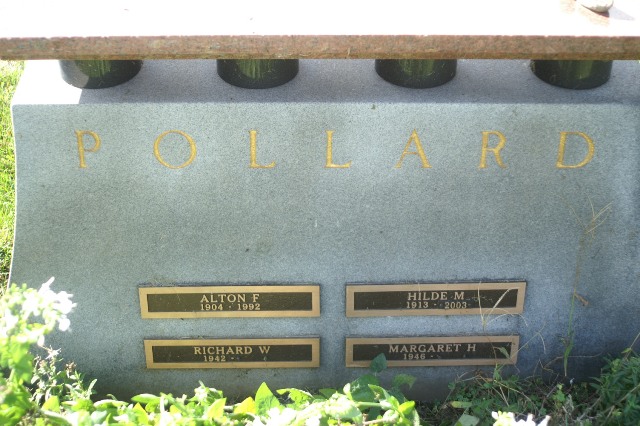 POLLARD
ALTON F
1904 · 1992
HILDE M
1913 · 2003
RICHARD W
1942 ·
MARGARET H
1946 ·